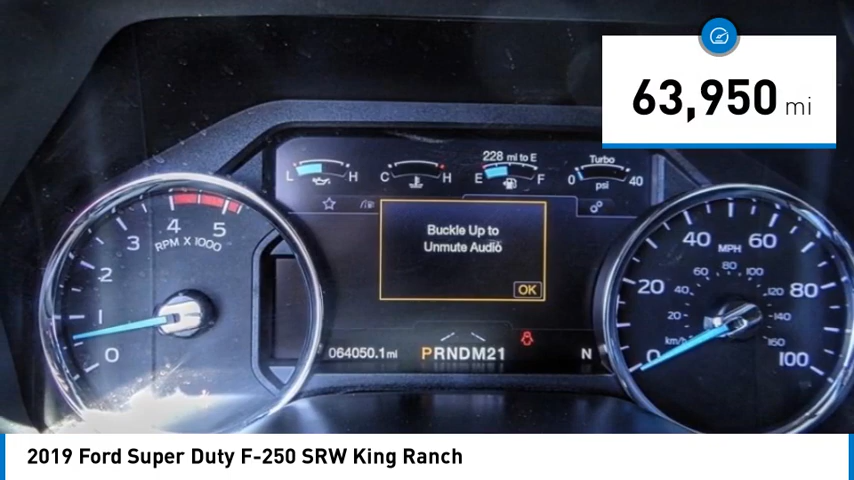 63,950 mi
228 mi to E
Turbo
L H C H E F 0 40
psi
4 5
3
RPM X 1000
2
1
0
Buckle Up to
Unmute Audio
OK
40 MPH 60
80
60 100
20 40 120 80
20 140
km/h 160
0 100
064050.1 mi PRNDM21 N
2019 Ford Super Duty F-250 SRW King Ranch